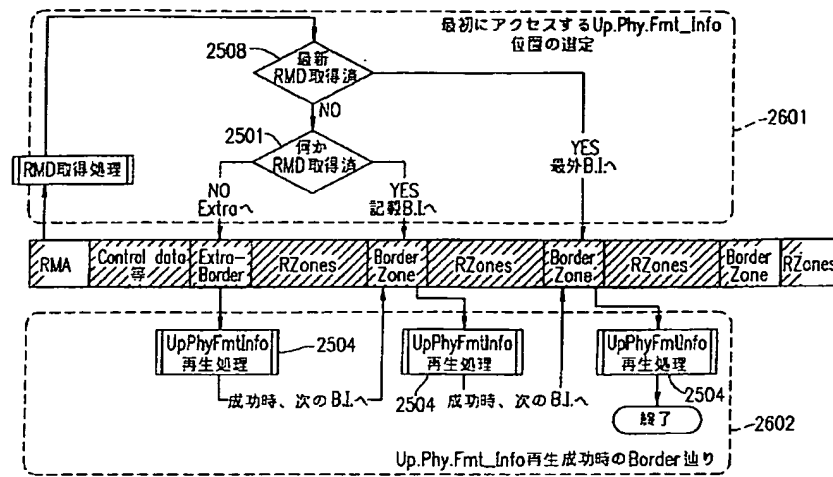 最初にアクセスするUp.Phy.Fmt_Info
位置の選定
2508
最新
RMD取得済
NO
2501
何か
RMD取得済
2601
YES
最外B.I.へ
RMD取得処理
NO
Extraへ
YES
記載B.I.へ
RMA
Control data
等
Extra-
Border
RZones
Border
Zone
RZones
Border
Zone
RZones
Border
Zone
RZones
UpPhyFmtInfo
再生処理
2504
UpPhyFmtInfo
再生処理
2504
UpPhyFmtInfo
再生処理
2504
成功時、次のB.I.へ
成功時、次のB.I.へ
終了
2602
Up.Phy.Fmt_Info再生成功時のBorder辿り